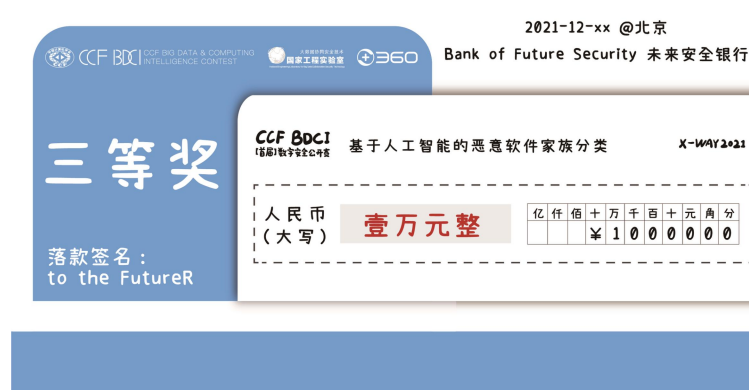 2021-12-xx @北京
Bank of Future Security 未来安全银行
CCF BDCI CCF BIG DATA & COMPUTING
INTELLIGENCE CONTEST
国家工程实验室
360
三等奖
CCF BDCI
(首届)数字安全公开赛
基于人工智能的恶意软件家族分类
X-WAY2021
人民币
(大写)
壹万元整
亿 仟 佰 十 万 千 百 十 元 角 分
¥ 1 0 0 0 0 0 0
落款签名：
to the FutureR